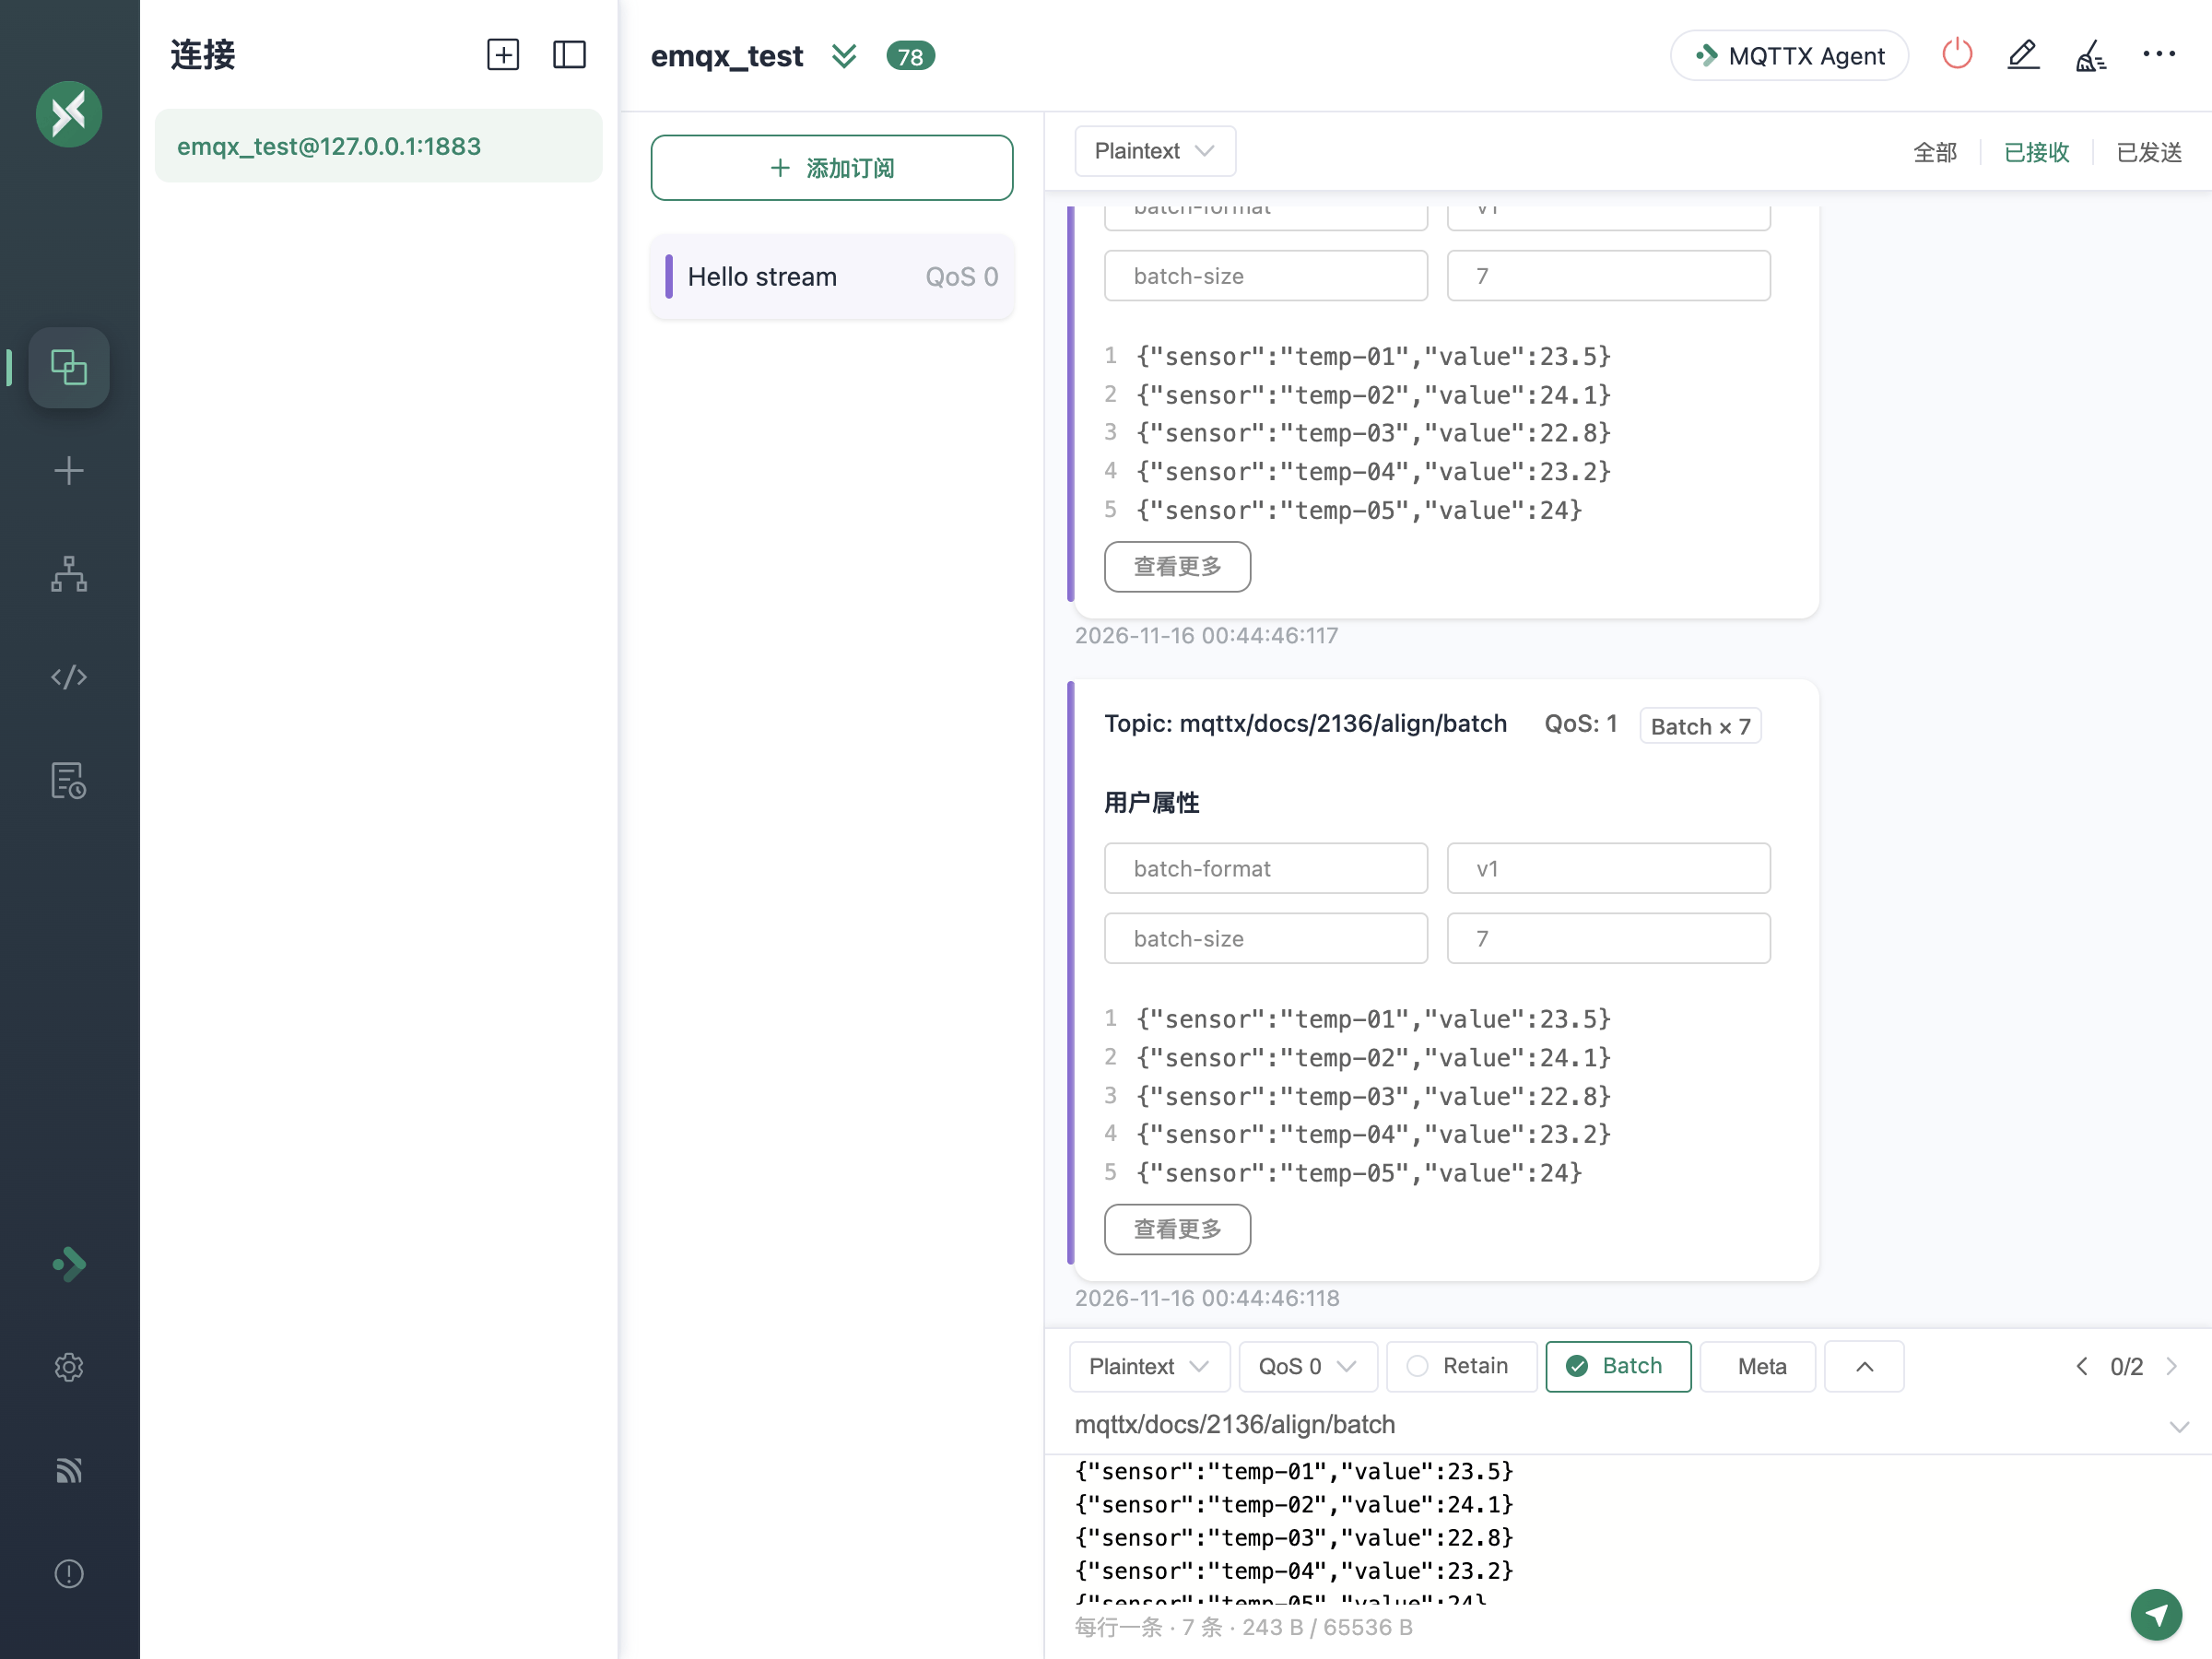 连接
emqx_test@127.0.0.1:1883
emqx_test 78
MQTTX Agent
添加订阅
Hello stream QoS 0
Plaintext
全部 已接收 已发送
batch-format v1
batch-size 7
1 {"sensor":"temp-01","value":23.5}
2 {"sensor":"temp-02","value":24.1}
3 {"sensor":"temp-03","value":22.8}
4 {"sensor":"temp-04","value":23.2}
5 {"sensor":"temp-05","value":24}
查看更多
2026-11-16 00:44:46:117
Topic: mqttx/docs/2136/align/batch QoS: 1 Batch × 7
用户属性
batch-format v1
batch-size 7
1 {"sensor":"temp-01","value":23.5}
2 {"sensor":"temp-02","value":24.1}
3 {"sensor":"temp-03","value":22.8}
4 {"sensor":"temp-04","value":23.2}
5 {"sensor":"temp-05","value":24}
查看更多
2026-11-16 00:44:46:118
Plaintext QoS 0 Retain Batch Meta 0/2
mqttx/docs/2136/align/batch
{"sensor":"temp-01","value":23.5}
{"sensor":"temp-02","value":24.1}
{"sensor":"temp-03","value":22.8}
{"sensor":"temp-04","value":23.2}
{"sensor":"temp-05","value":24}
每行一条 · 7 条 · 243 B / 65536 B